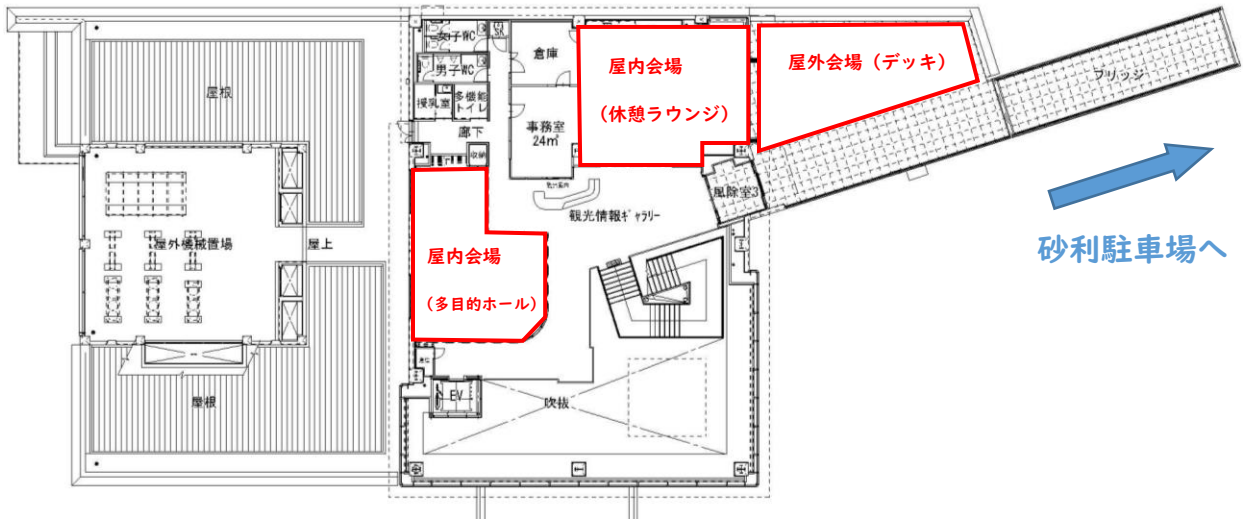 女子WC
SK
倉庫
男子WC
授乳室
多機能
トイレ
廊下
収納
事務室
24㎡
屋内会場
(休憩ラウンジ)
屋外会場(デッキ)
ブリッジ
砂利駐車場へ
風除室3
観光情報ギャラリー
屋根
屋外機械置場
屋上
屋内会場
(多目的ホール)
EV
吹抜
屋根